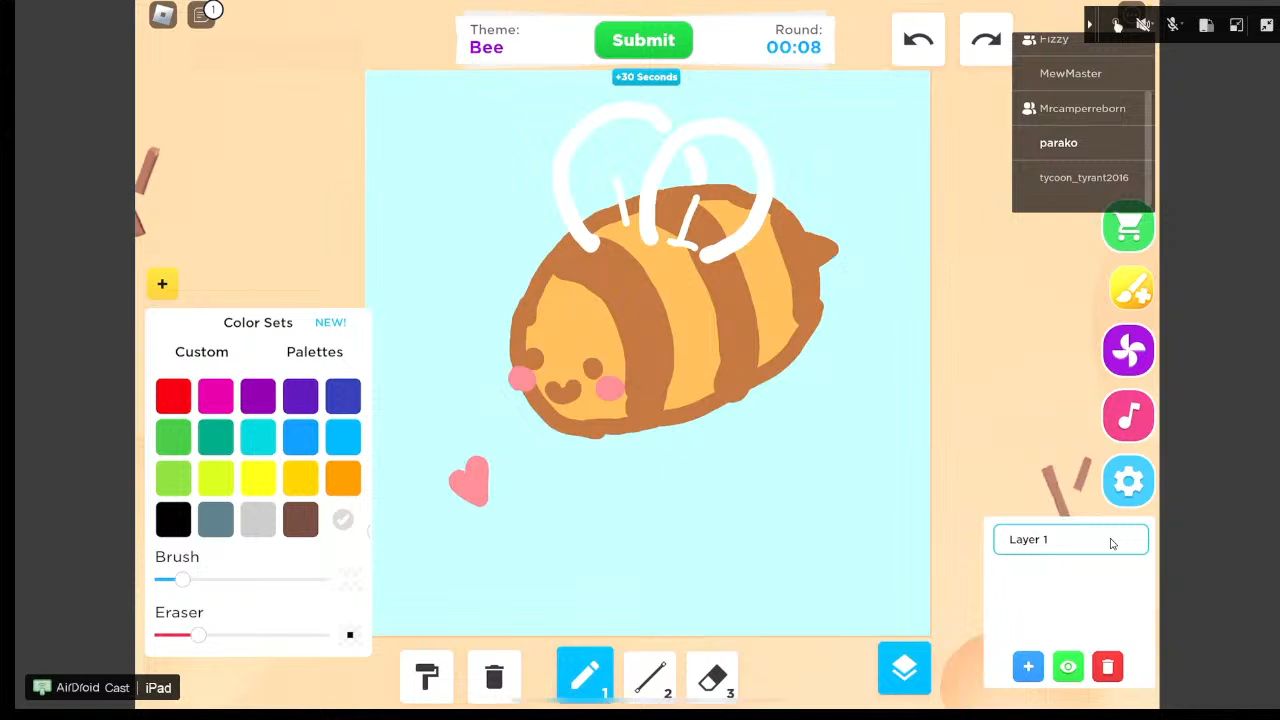 1
Theme:
Bee
Submit
Round:
00:08
+30 Seconds
Fizzy
MewMaster
Mrcamperreborn
parako
tycoon_tyrant2016
+
Color Sets NEW!
Custom Palettes
Brush
Eraser
Layer 1
1
2
3
+
AirDroid Cast | iPad